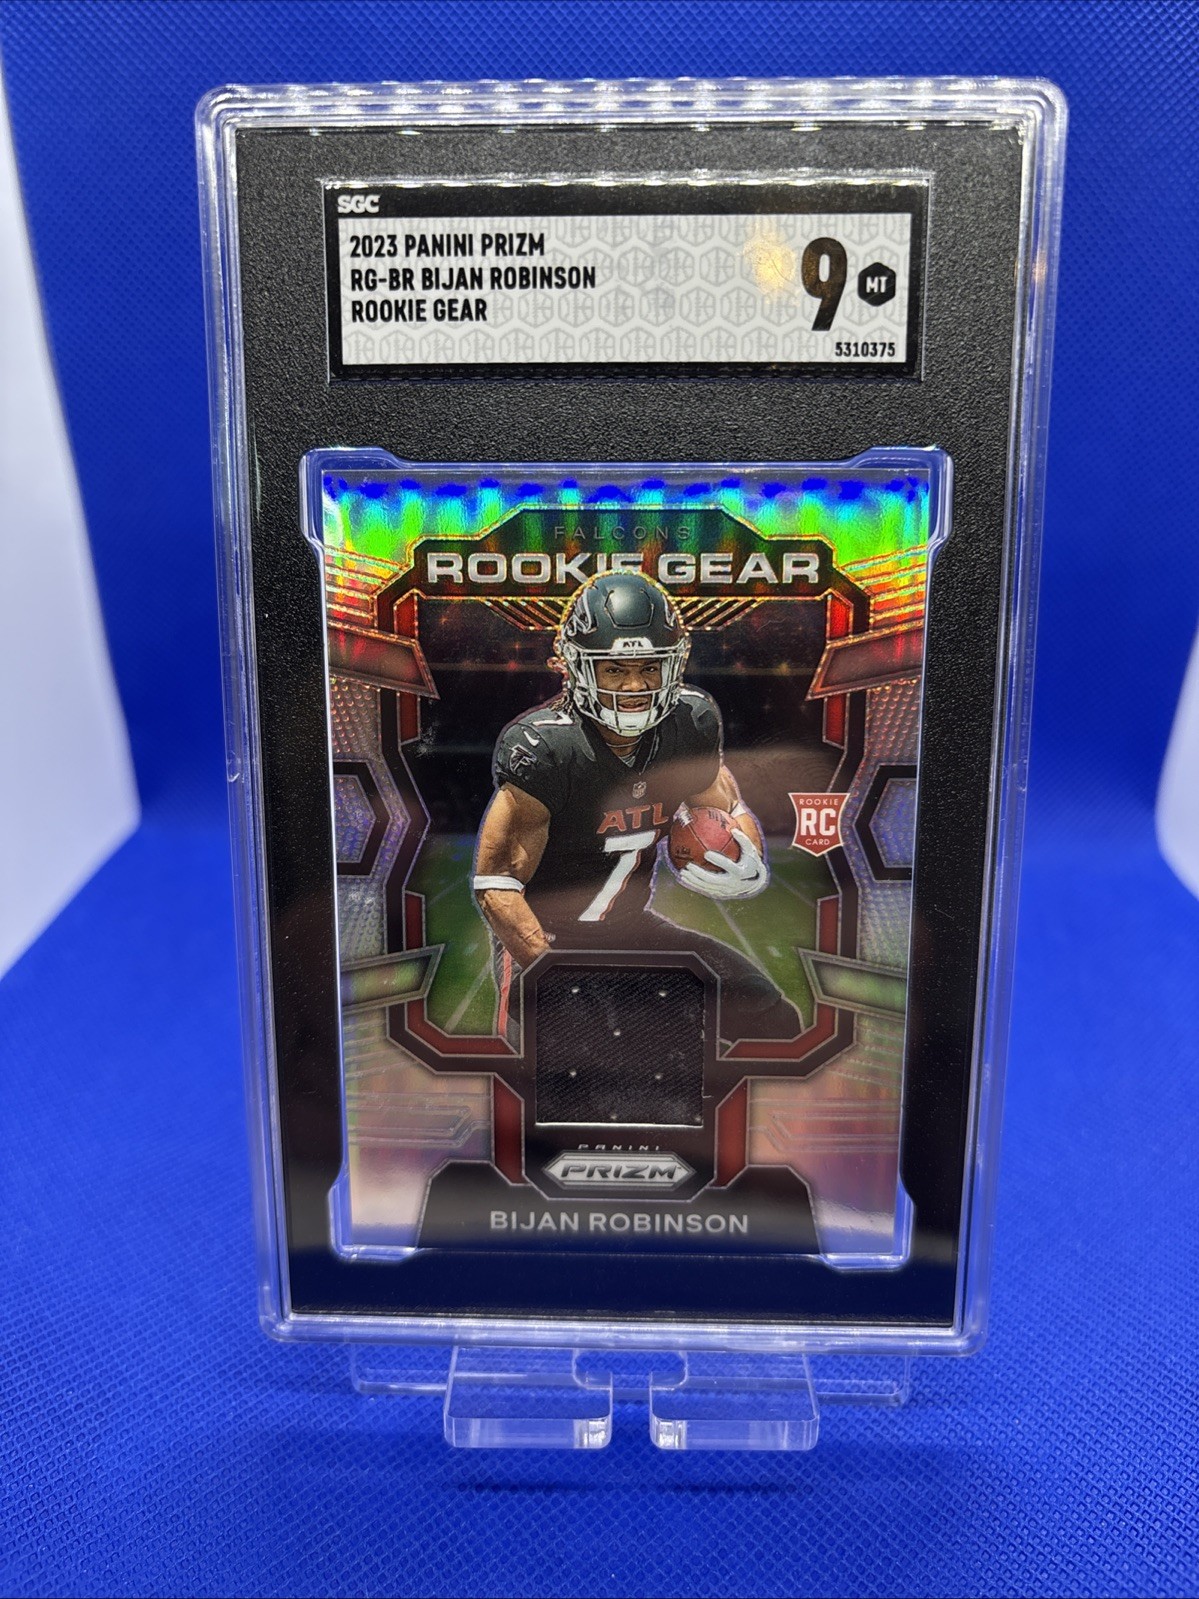 SGC
2023 PANINI PRIZM
RG-BR BIJAN ROBINSON
ROOKIE GEAR
9
MT
5310375
FALCONS
ROOKIE GEAR
ATL
7
ATL
7
ROOKIE
RC
CARD
PANINI
PRIZM
BIJAN ROBINSON